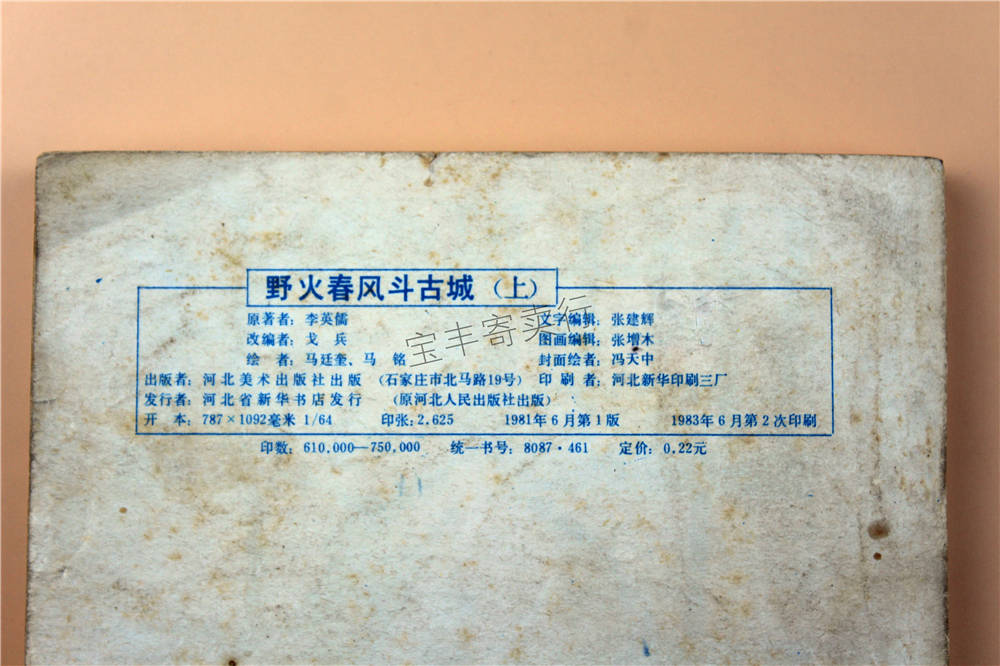 野火春风斗古城（上）
原著者：李英儒 文字编辑：张建辉
改编者：戈 兵 图画编辑：张增木
绘 者：马廷奎、马 铭 封面绘者：冯天中
出版者：河北美术出版社出版 （石家庄市北马路19号） 印 刷 者：河北新华印刷三厂
发行者：河北省新华书店发行 （原河北人民出版社出版）
开 本：787×1092毫米 1/64 印张：2.625 1981年6月第1版 1983年6月第2次印刷
印数：610,000—750,000 统一书号：8087·461 定价：0.22元
宝丰寄卖行